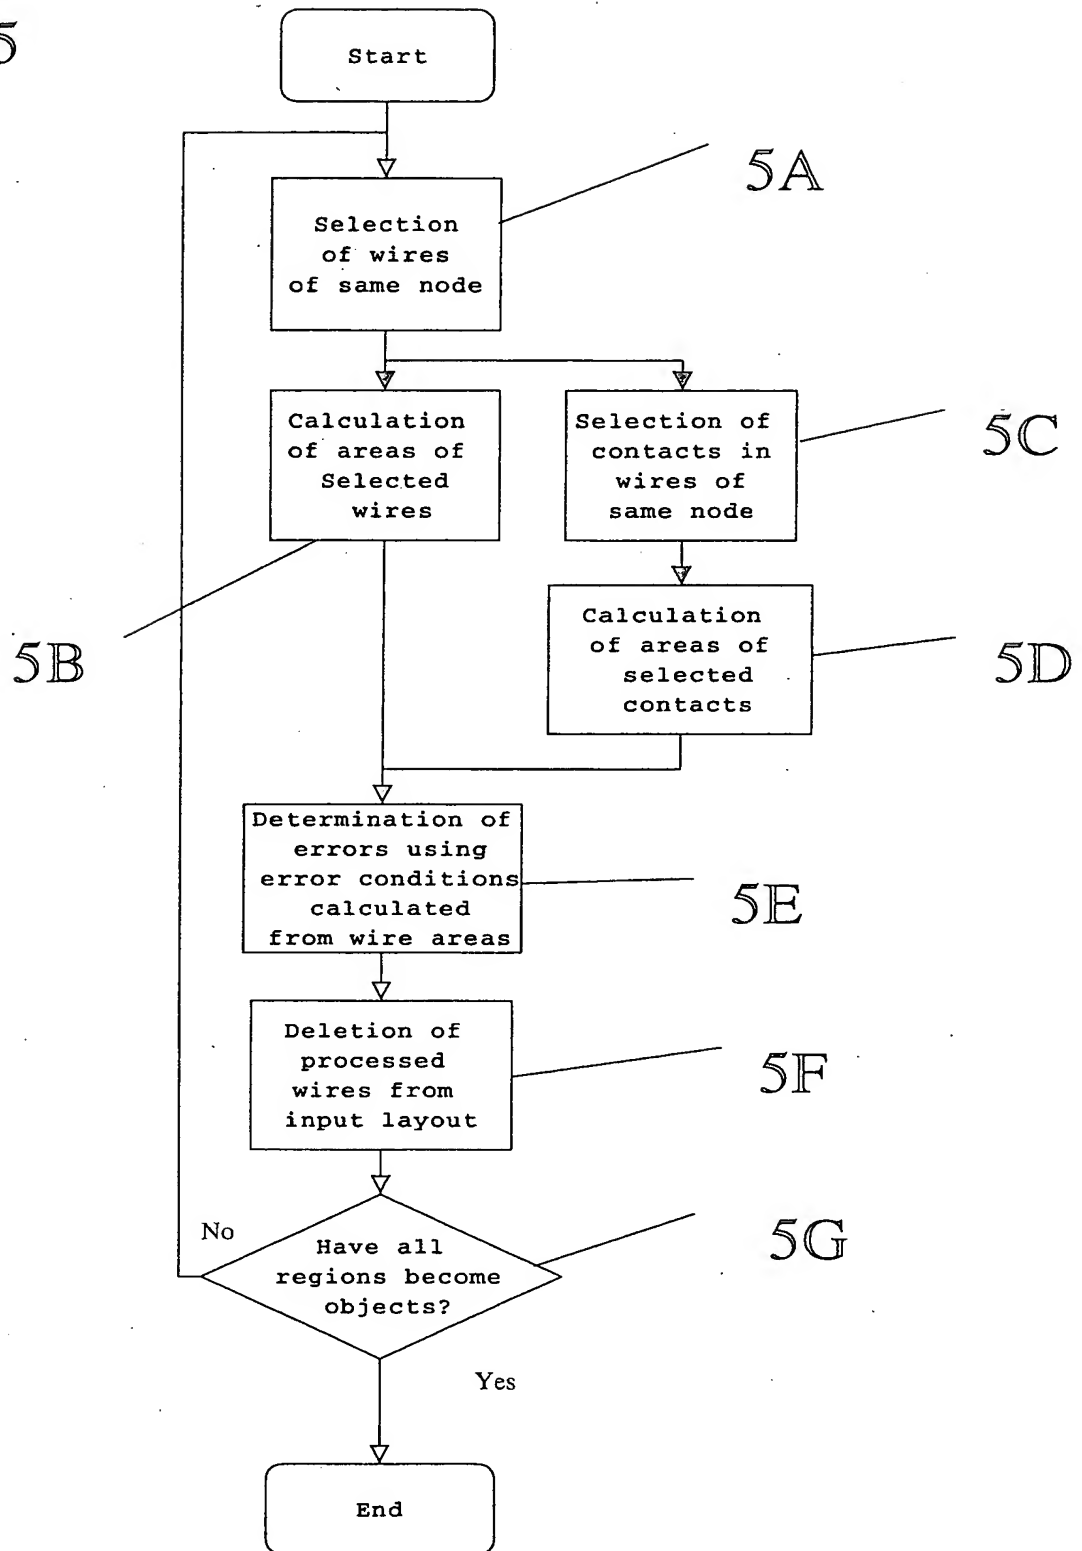 5
Start
5A
Selection
of wires
of same node
Calculation
of areas of
Selected
wires
Selection of
contacts in
wires of
same node
5C
5B
Calculation
of areas of
selected
contacts
5D
Determination of
errors using
error conditions
calculated
from wire areas
5E
Deletion of
processed
wires from
input layout
5F
No
Have all
regions become
objects?
5G
Yes
End